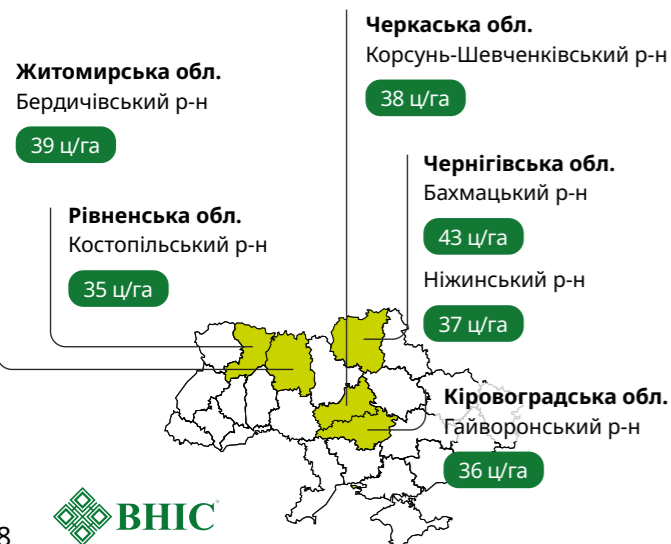 Черкаська обл.
Корсунь-Шевченківський р-н
38 ц/га
Житомирська обл.
Бердичівський р-н
39 ц/га
Чернігівська обл.
Бахмацький р-н
43 ц/га
Ніжинський р-н
37 ц/га
Рівненська обл.
Костопільський р-н
35 ц/га
Кіровоградська обл.
Гайворонський р-н
36 ц/га
ВНІС
8